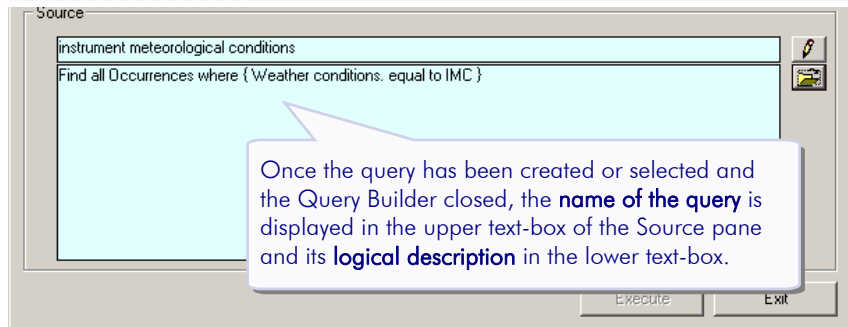 Source
instrument meteorological conditions
Find all Occurrences where { Weather conditions. equal to IMC }
Once the query has been created or selected and
the Query Builder closed, the name of the query is
displayed in the upper text-box of the Source pane
and its logical description in the lower text-box.
Execute
Exit